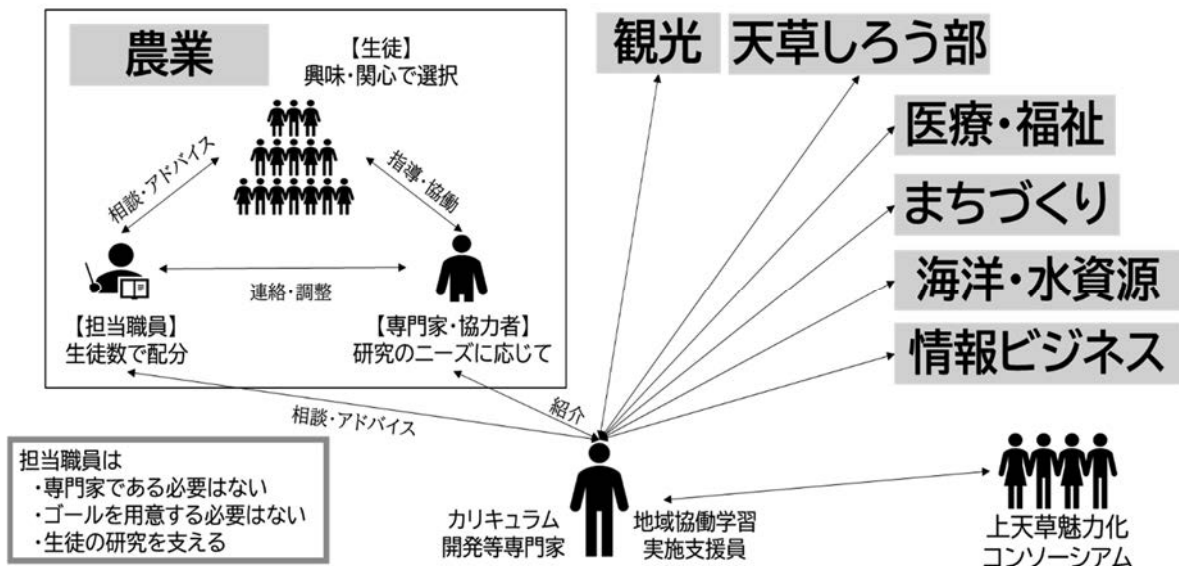 農業
【生徒】
興味・関心で選択
相談・アドバイス
指導・協働
連絡・調整
【担当職員】
生徒数で配分
【専門家・協力者】
研究のニーズに応じて
観光
天草しろう部
医療・福祉
まちづくり
海洋・水資源
情報ビジネス
相談・アドバイス
紹介
担当職員は
・専門家である必要はない
・ゴールを用意する必要はない
・生徒の研究を支える
カリキュラム
開発等専門家
地域協働学習
実施支援員
上天草魅力化
コンソーシアム